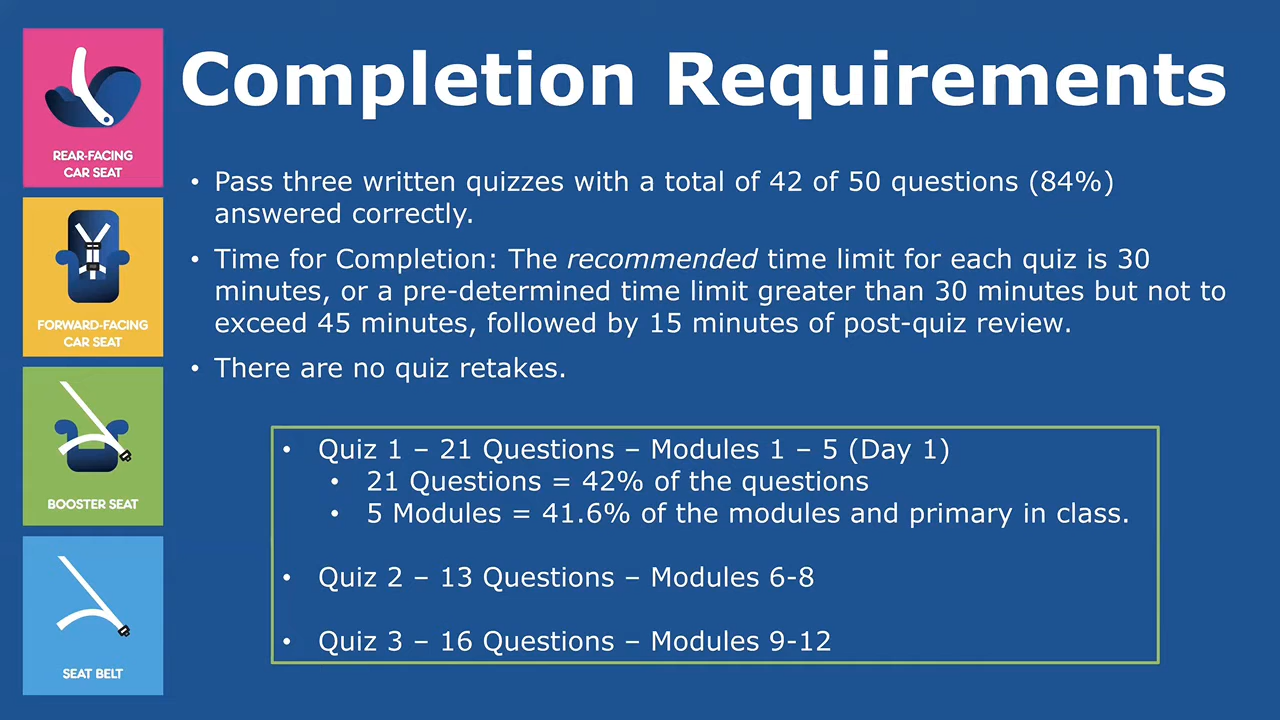 Completion Requirements
REAR-FACING
CAR SEAT
FORWARD-FACING
CAR SEAT
BOOSTER SEAT
SEAT BELT
• Pass three written quizzes with a total of 42 of 50 questions (84%)
answered correctly.
• Time for Completion: The recommended time limit for each quiz is 30
minutes, or a pre-determined time limit greater than 30 minutes but not to
exceed 45 minutes, followed by 15 minutes of post-quiz review.
• There are no quiz retakes.
• Quiz 1 – 21 Questions – Modules 1 – 5 (Day 1)
• 21 Questions = 42% of the questions
• 5 Modules = 41.6% of the modules and primary in class.
• Quiz 2 – 13 Questions – Modules 6-8
• Quiz 3 – 16 Questions – Modules 9-12